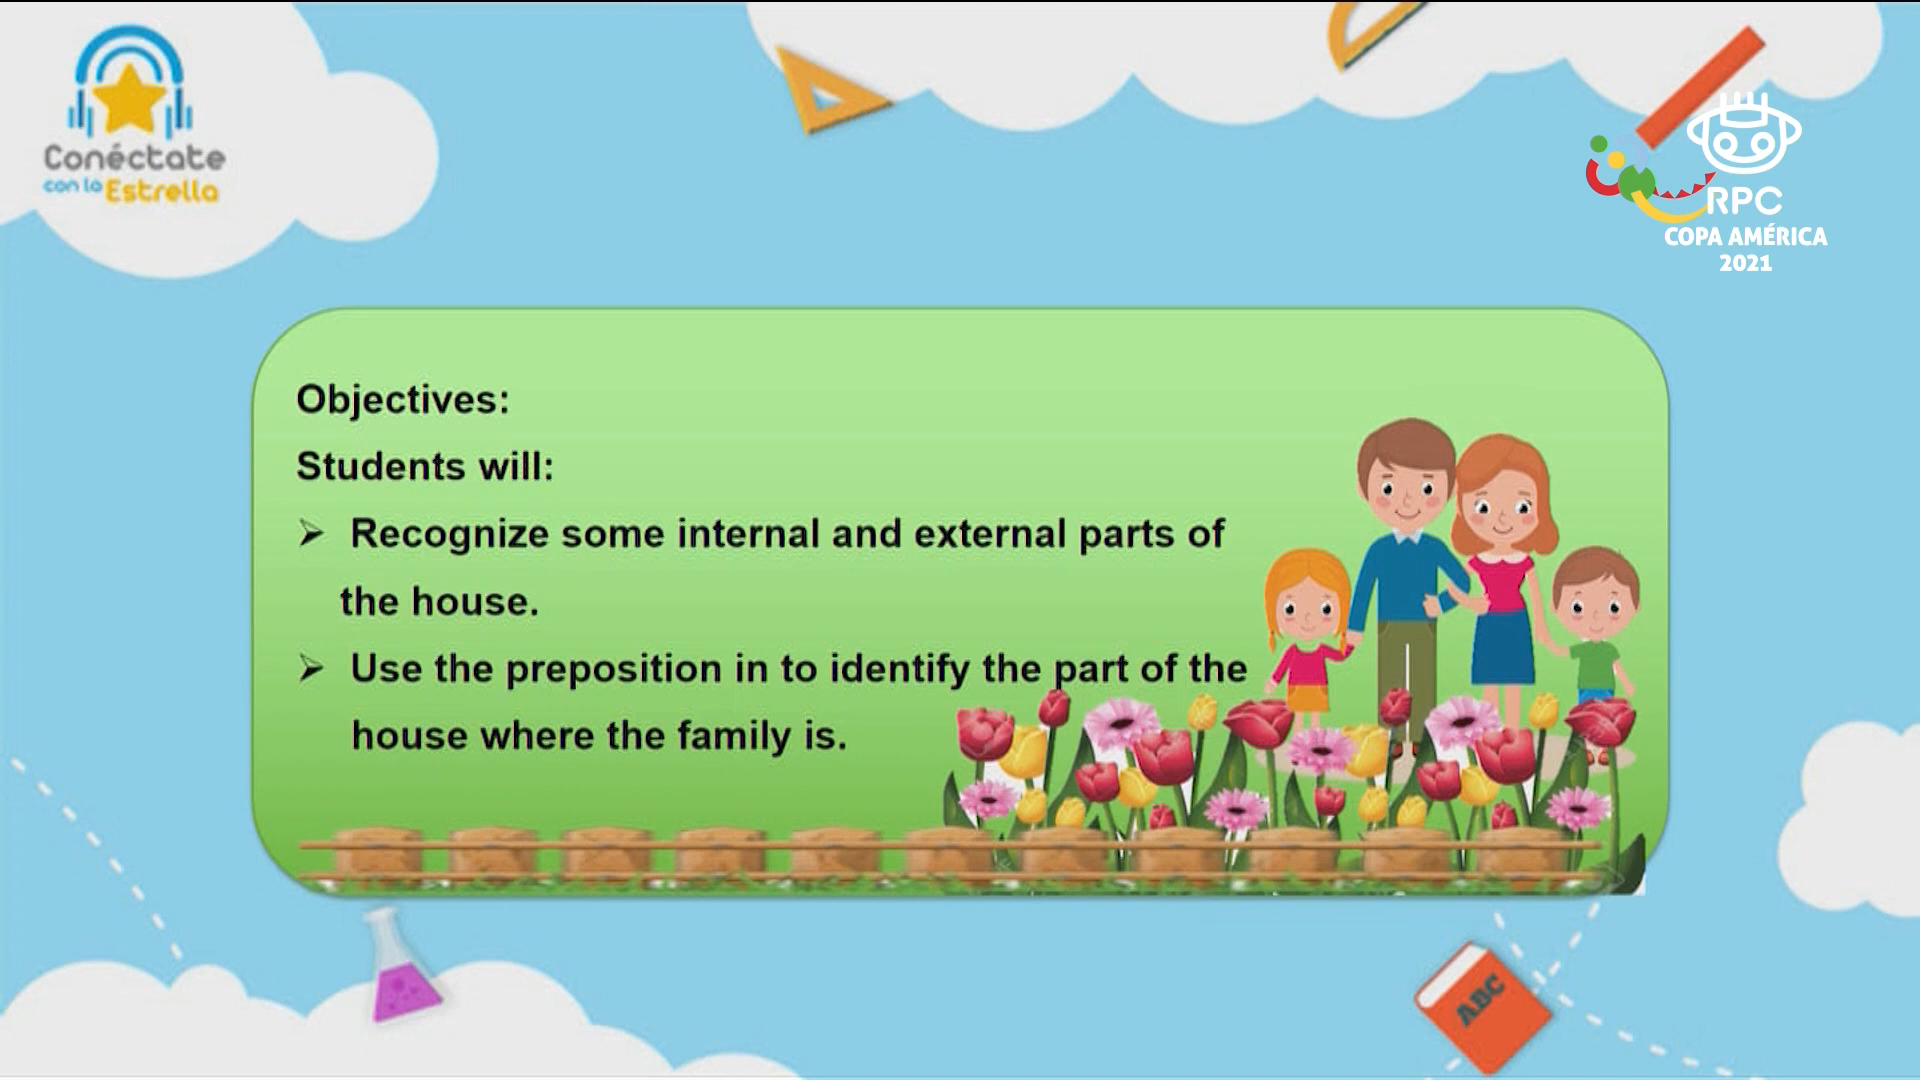 Conéctate
con la Estrella
RPC
COPA AMÉRICA
2021
Objectives:
Students will:
➢ Recognize some internal and external parts of
the house.
➢ Use the preposition in to identify the part of the
house where the family is.
ABC